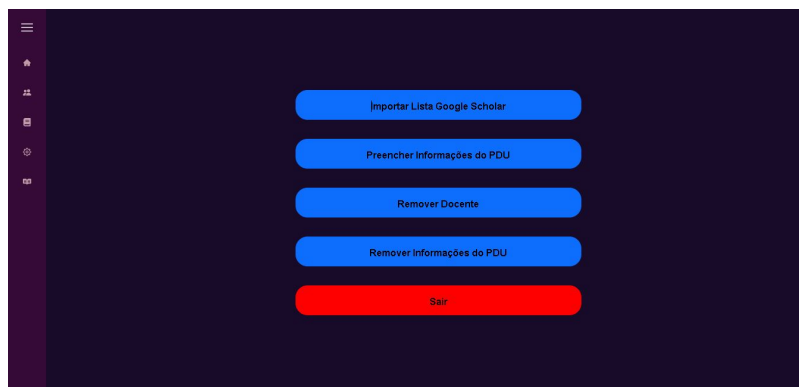 Importar Lista Google Scholar
Preencher Informações do PDU
Remover Docente
Remover Informações do PDU
Sair